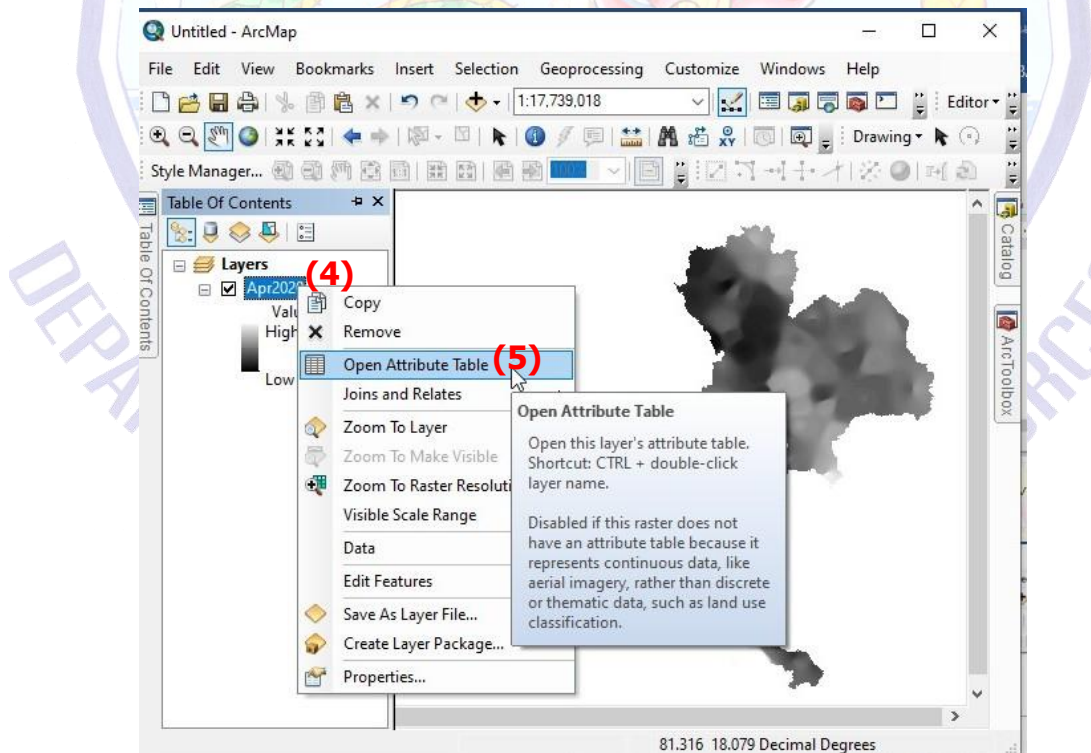 Untitled - ArcMap
File Edit View Bookmarks Insert Selection Geoprocessing Customize Windows Help
1:17,739,018
Editor
Drawing
Style Manager...
100%
Table Of Contents
Table Of Contents
Layers
(4)
Apr202
Valu
High
Low
Copy
Remove
Open Attribute Table
(5)
Joins and Relates
Zoom To Layer
Zoom To Make Visible
Zoom To Raster Resoluti
Visible Scale Range
Data
Edit Features
Save As Layer File...
Create Layer Package...
Properties...
Open Attribute Table
Open this layer's attribute table.
Shortcut: CTRL + double-click
layer name.
Disabled if this raster does not
have an attribute table because it
represents continuous data, like
aerial imagery, rather than discrete
or thematic data, such as land use
classification.
Catalog
ArcToolbox
81.316 18.079 Decimal Degrees